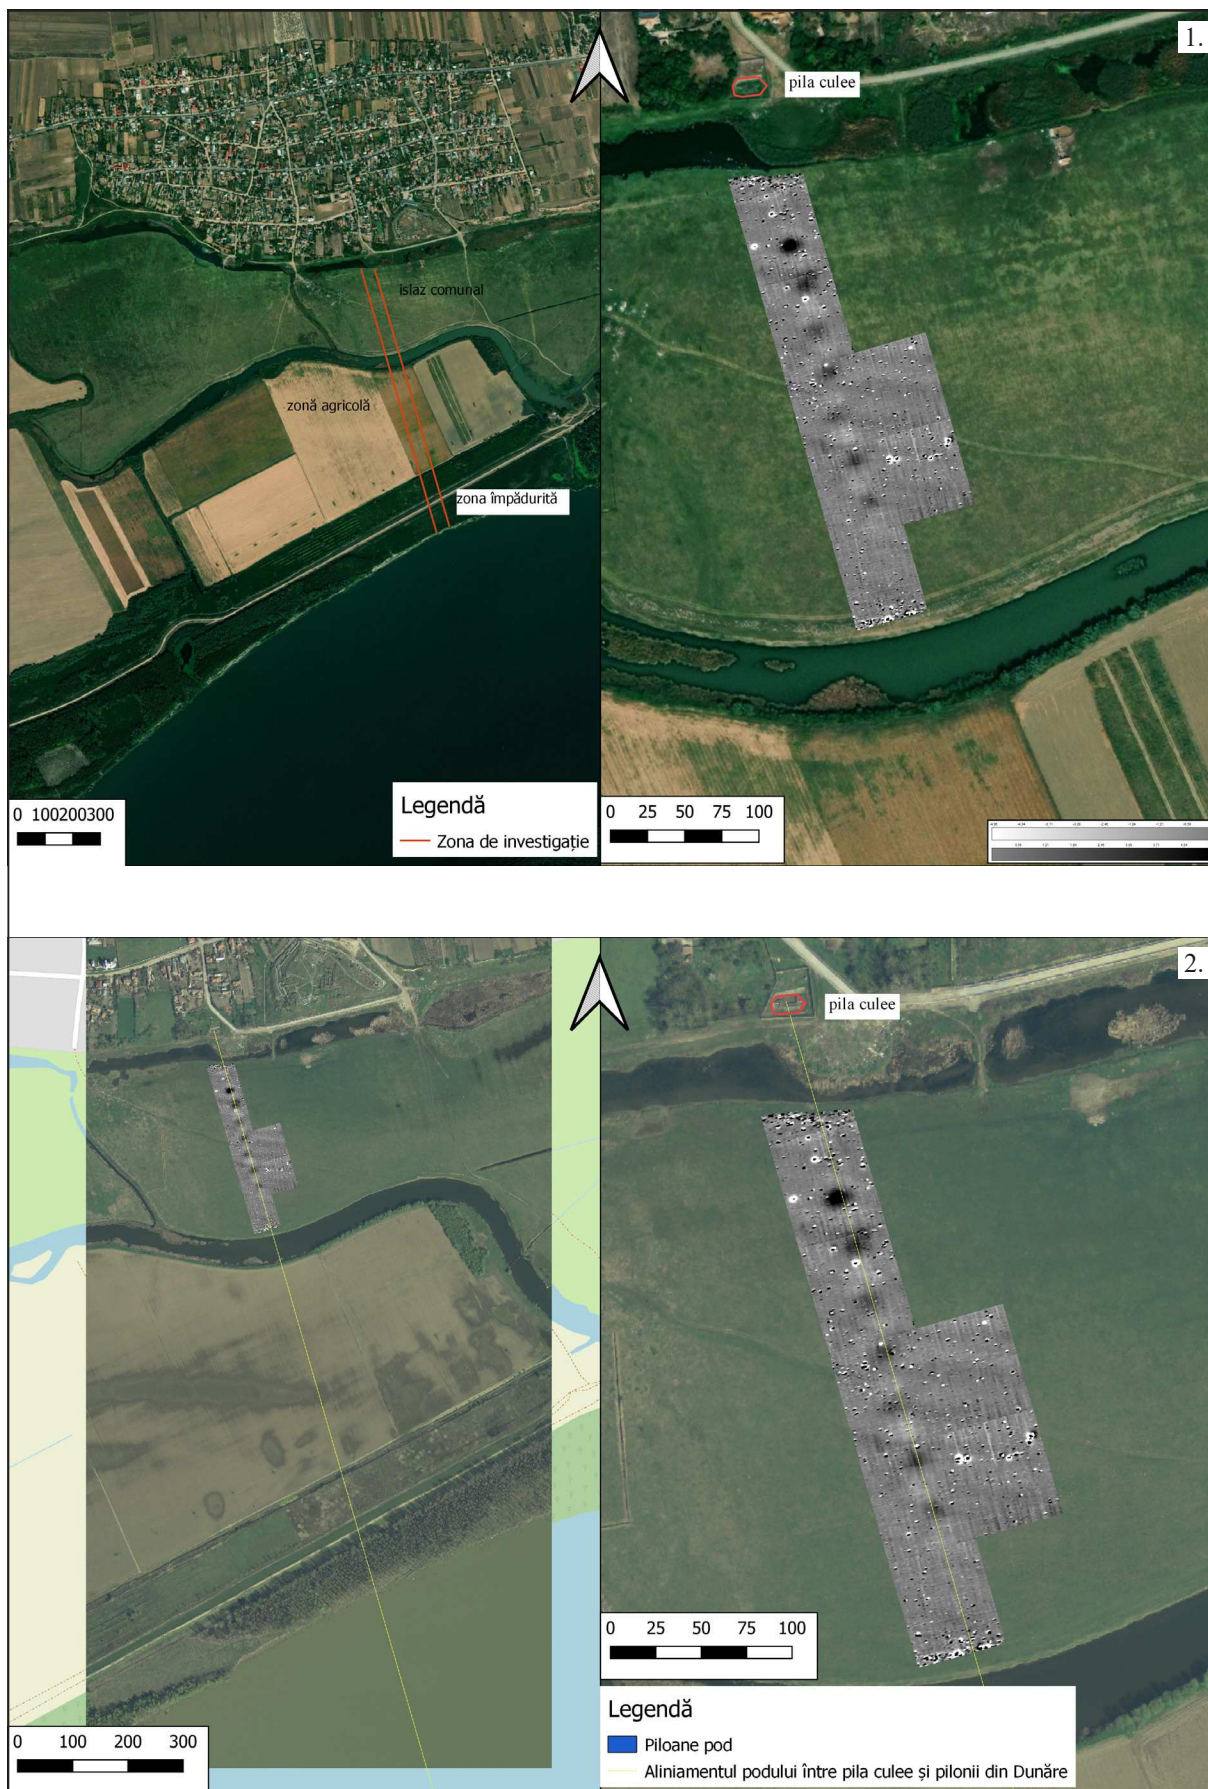 1.
pila culee
islaz comunal
zonă agricolă
zona împădurită
Legendă
Zona de investigație
0 100200300
0 25 50 75 100
2.
pila culee
0 25 50 75 100
0 100 200 300
Legendă
Piloane pod
Aliniamentul podului între pila culee și pilonii din Dunăre